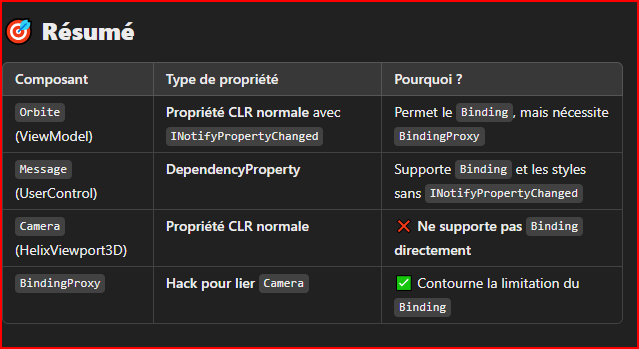 🎯 Résumé
Composant Type de propriété Pourquoi ?
Orbite Propriété CLR normale avec Permet le Binding, mais nécessite
(ViewModel) INotifyPropertyChanged BindingProxy
Message DependencyProperty Supporte Binding et les styles
(UserControl) sans INotifyPropertyChanged
Camera Propriété CLR normale ❌ Ne supporte pas Binding
(HelixViewport3D) directement
BindingProxy Hack pour lier Camera ✅ Contourne la limitation du
Binding